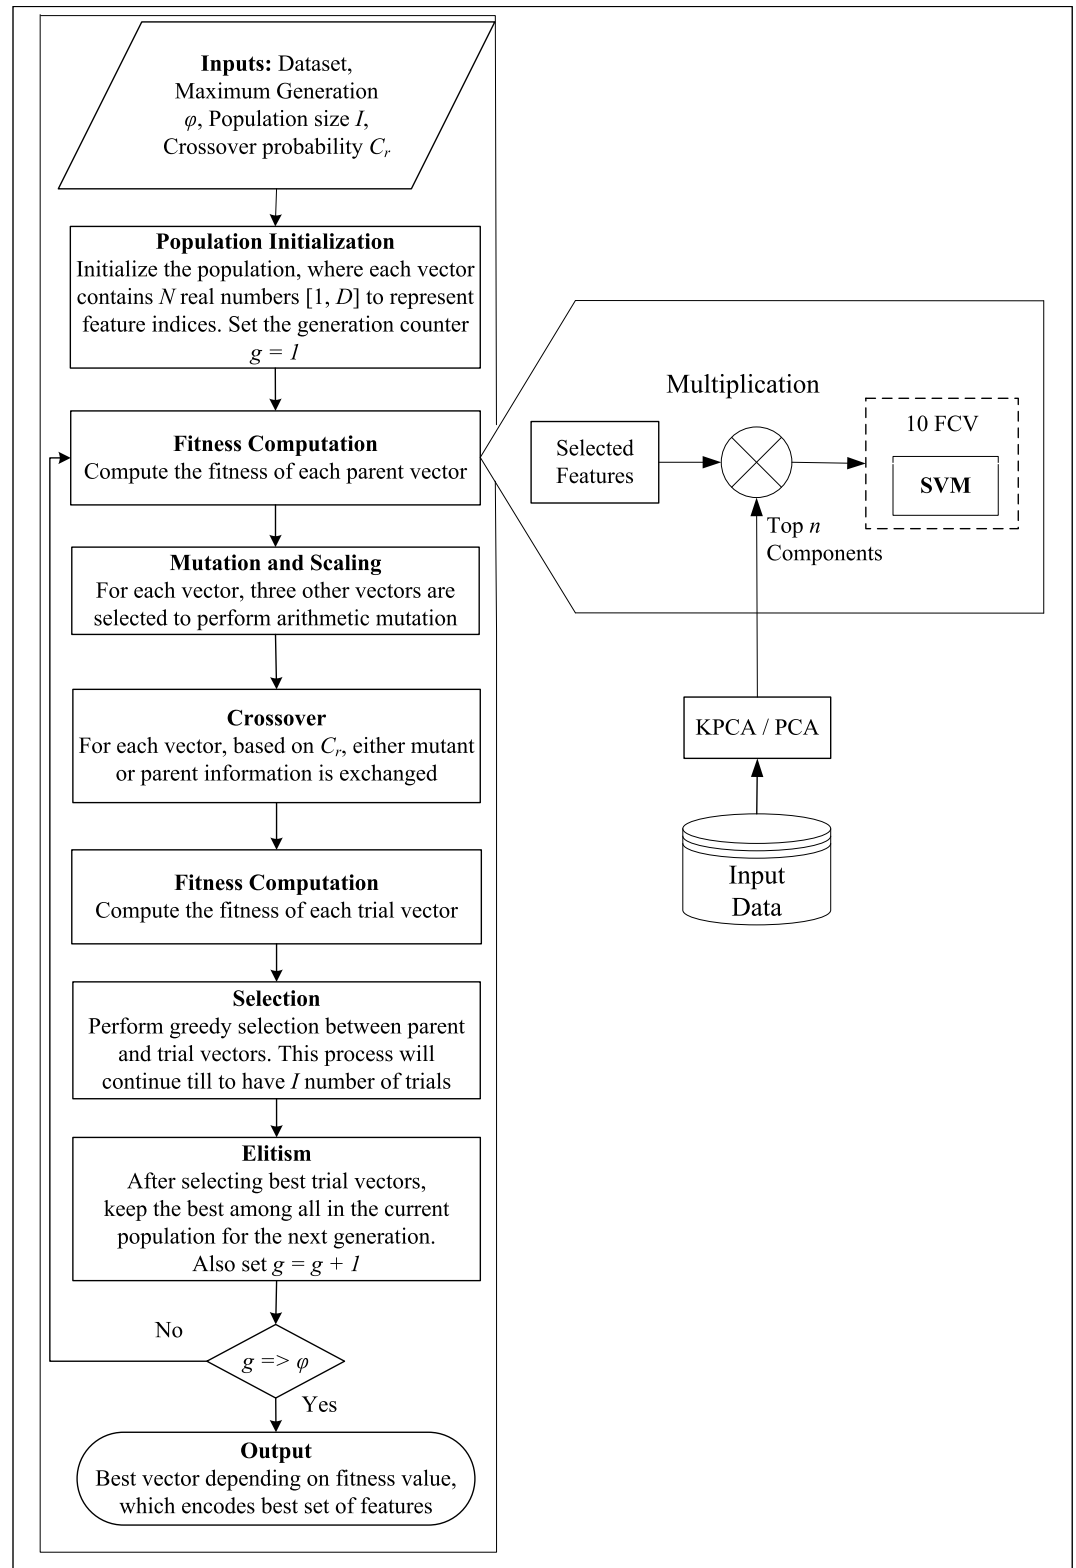 Inputs: Dataset,
Maximum Generation
φ, Population size I,
Crossover probability Cr
Population Initialization
Initialize the population, where each vector
contains N real numbers [1, D] to represent
feature indices. Set the generation counter
g = 1
Fitness Computation
Compute the fitness of each parent vector
Mutation and Scaling
For each vector, three other vectors are
selected to perform arithmetic mutation
Crossover
For each vector, based on Cr, either mutant
or parent information is exchanged
Fitness Computation
Compute the fitness of each trial vector
Selection
Perform greedy selection between parent
and trial vectors. This process will
continue till to have I number of trials
Elitism
After selecting best trial vectors,
keep the best among all in the current
population for the next generation.
Also set g = g + 1
No
g => φ
Yes
Output
Best vector depending on fitness value,
which encodes best set of features
Multiplication
Selected
Features
10 FCV
SVM
Top n
Components
KPCA / PCA
Input
Data